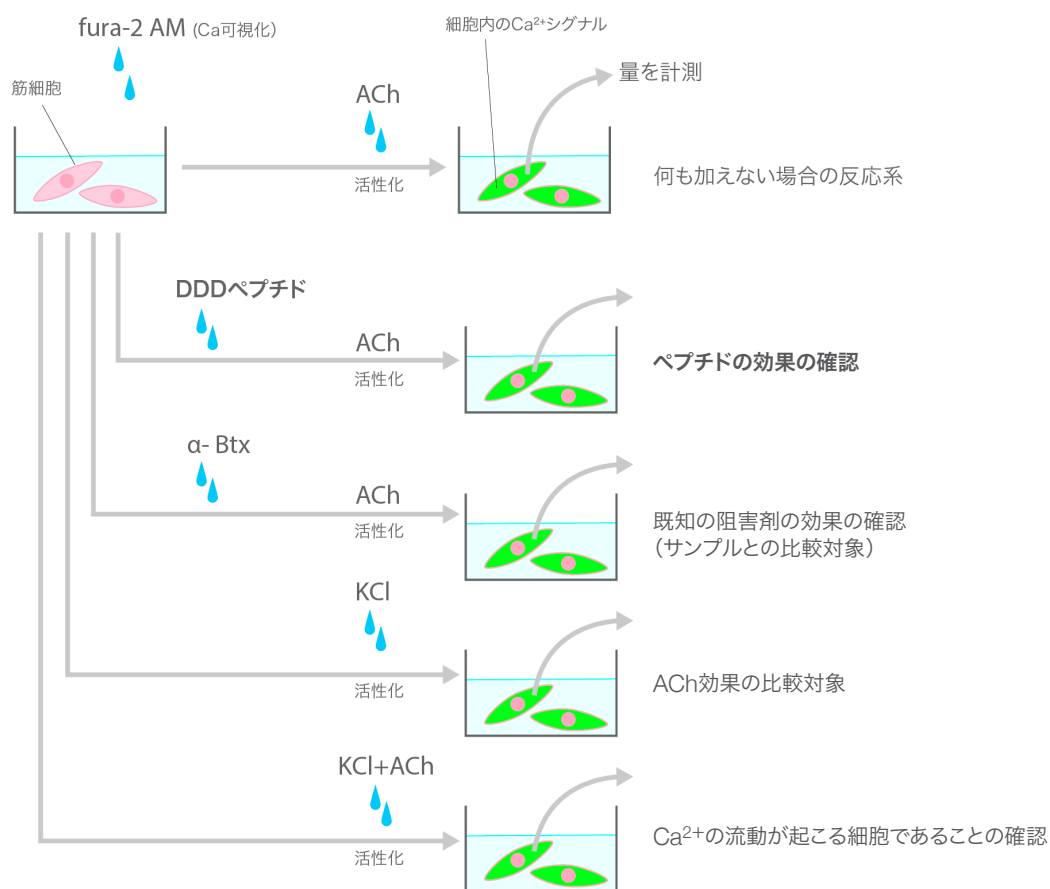 fura-2 AM (Ca可視化)
細胞内のCa²⁺シグナル
量を計測
筋細胞
ACh
活性化
何も加えない場合の反応系
DDDペプチド
ACh
活性化
ペプチドの効果の確認
α- Btx
ACh
活性化
既知の阻害剤の効果の確認
（サンプルとの比較対象）
KCl
活性化
ACh効果の比較対象
KCl+ACh
活性化
Ca²⁺の流動が起こる細胞であることの確認